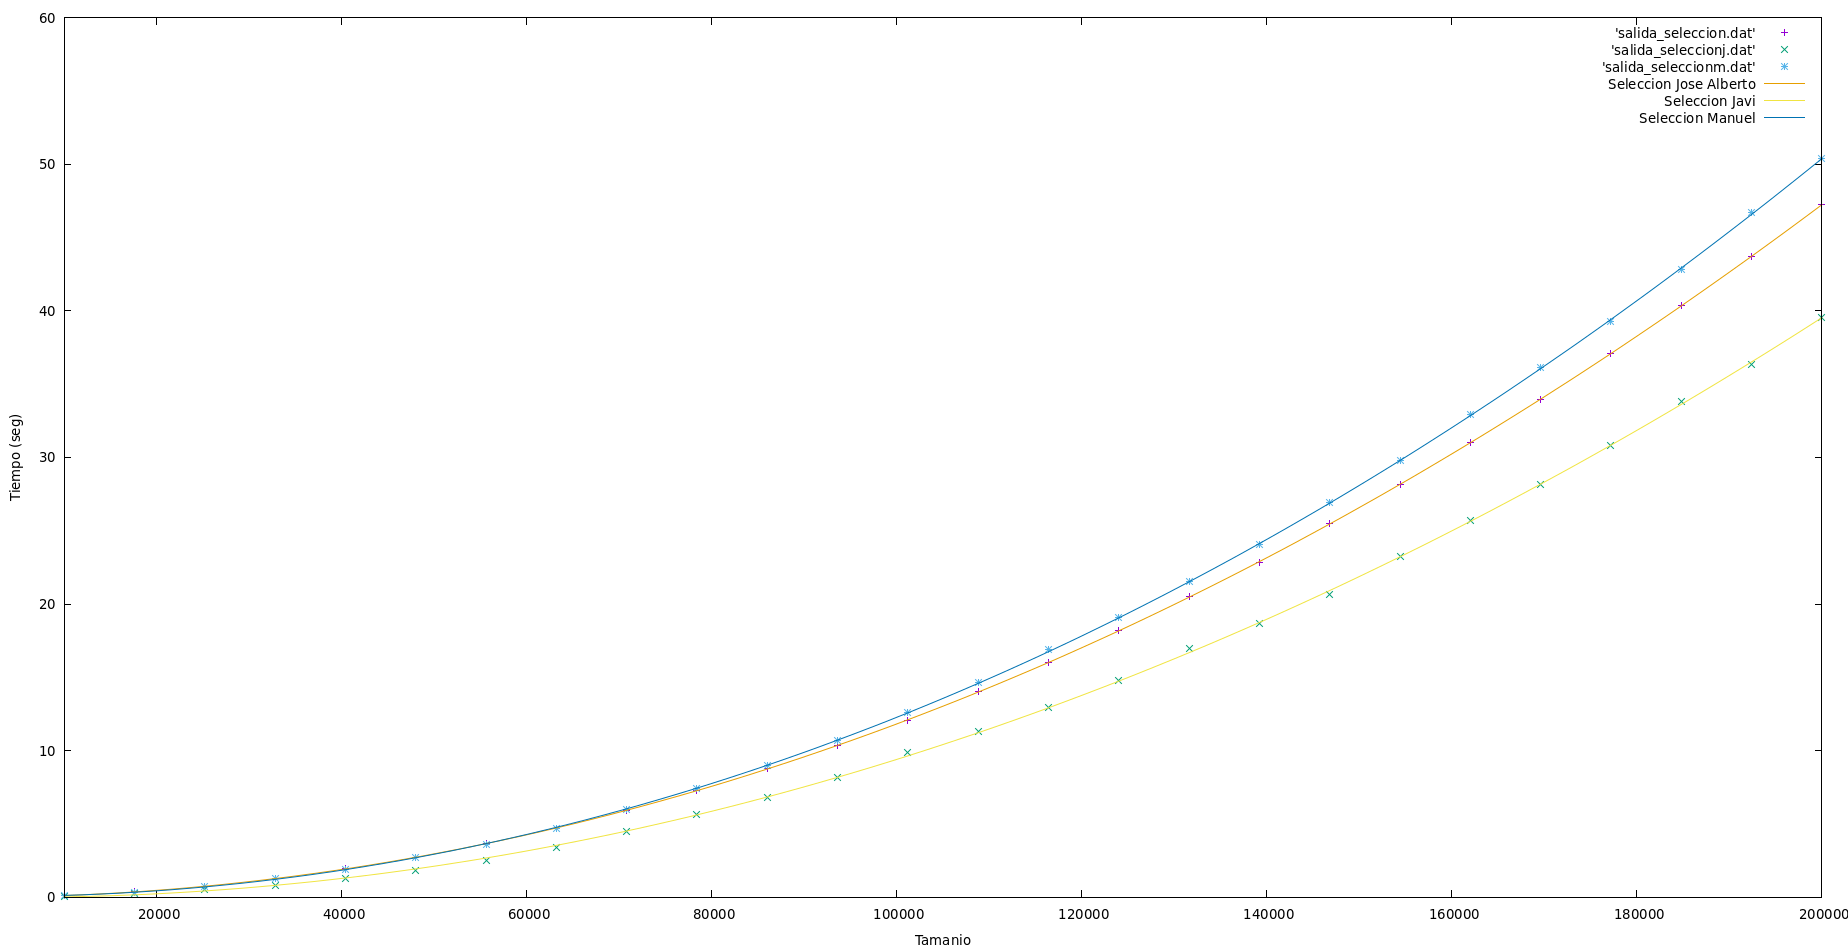 60
50
40
30
20
10
0
Tiempo (seg)
'salida_seleccion.dat'
'salida_seleccionj.dat'
'salida_seleccionm.dat'
Seleccion Jose Alberto
Seleccion Javi
Seleccion Manuel
20000 40000 60000 80000 100000 120000 140000 160000 180000 200000
Tamanio